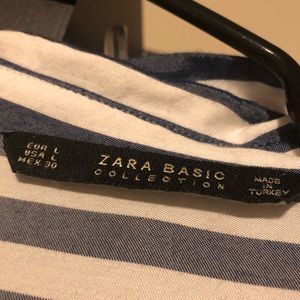 EUR L
USA L
MEX 30
ZARA BASIC
COLLECTION
MADE
IN
TURKEY